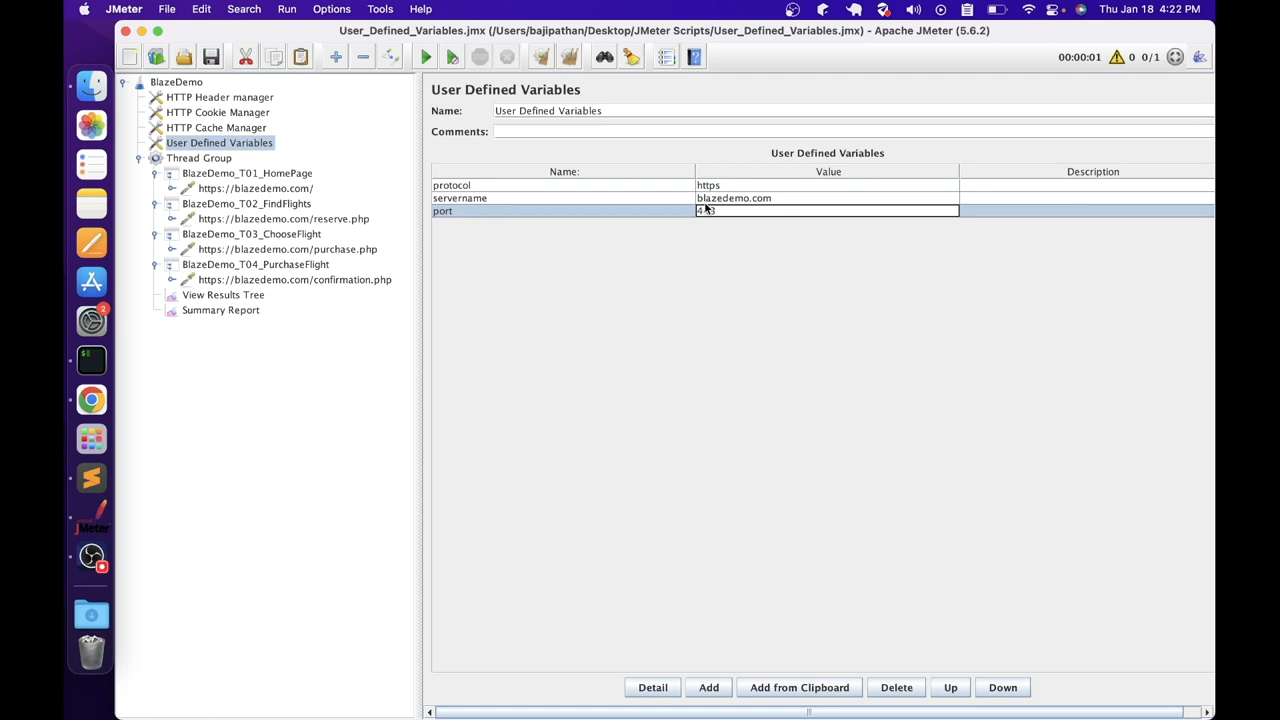 JMeter File Edit Search Run Options Tools Help
Thu Jan 18 4:22 PM
User_Defined_Variables.jmx (/Users/bajipathan/Desktop/JMeter Scripts/User_Defined_Variables.jmx) - Apache JMeter (5.6.2)
00:00:01 0 0/1
BlazeDemo
HTTP Header manager
HTTP Cookie Manager
HTTP Cache Manager
User Defined Variables
Thread Group
BlazeDemo_T01_HomePage
https://blazedemo.com/
BlazeDemo_T02_FindFlights
https://blazedemo.com/reserve.php
BlazeDemo_T03_ChooseFlight
https://blazedemo.com/purchase.php
BlazeDemo_T04_PurchaseFlight
https://blazedemo.com/confirmation.php
View Results Tree
Summary Report
User Defined Variables
Name: User Defined Variables
Comments:
User Defined Variables
Name: Value Description
protocol https
servername blazedemo.com
port
Detail Add Add from Clipboard Delete Up Down
2
$
JMeter